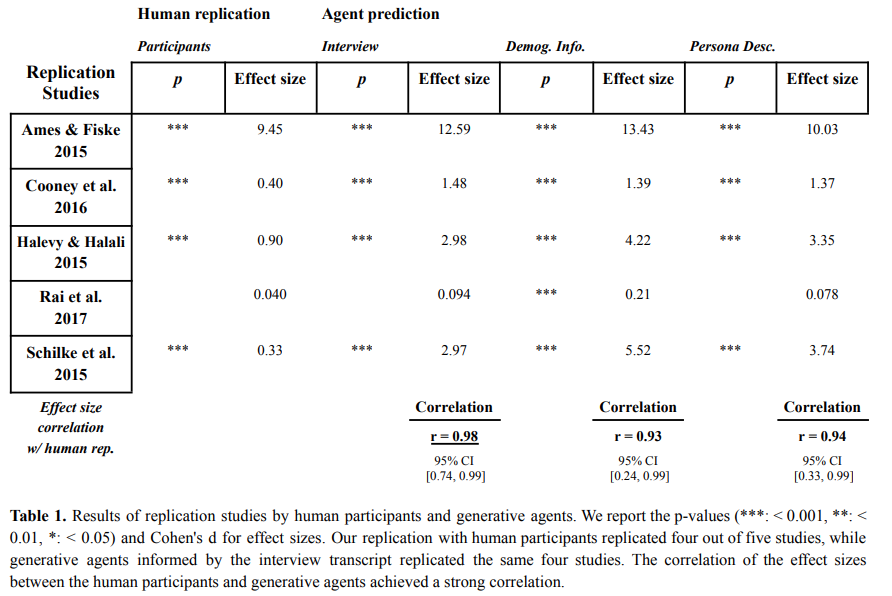 Human replication Agent prediction
Participants Interview Demog. Info. Persona Desc.
Replication Studies p Effect size p Effect size p Effect size p Effect size
Ames & Fiske 2015 *** 9.45 *** 12.59 *** 13.43 *** 10.03
Cooney et al. 2016 *** 0.40 *** 1.48 *** 1.39 *** 1.37
Halevy & Halali 2015 *** 0.90 *** 2.98 *** 4.22 *** 3.35
Rai et al. 2017 0.040 0.094 *** 0.21 0.078
Schilke et al. 2015 *** 0.33 *** 2.97 *** 5.52 *** 3.74
Effect size correlation w/ human rep. Correlation Correlation Correlation
r = 0.98 r = 0.93 r = 0.94
95% CI 95% CI 95% CI
[0.74, 0.99] [0.24, 0.99] [0.33, 0.99]
Table 1. Results of replication studies by human participants and generative agents. We report the p-values (***: < 0.001, **: <
0.01, *: < 0.05) and Cohen's d for effect sizes. Our replication with human participants replicated four out of five studies, while
generative agents informed by the interview transcript replicated the same four studies. The correlation of the effect sizes
between the human participants and generative agents achieved a strong correlation.